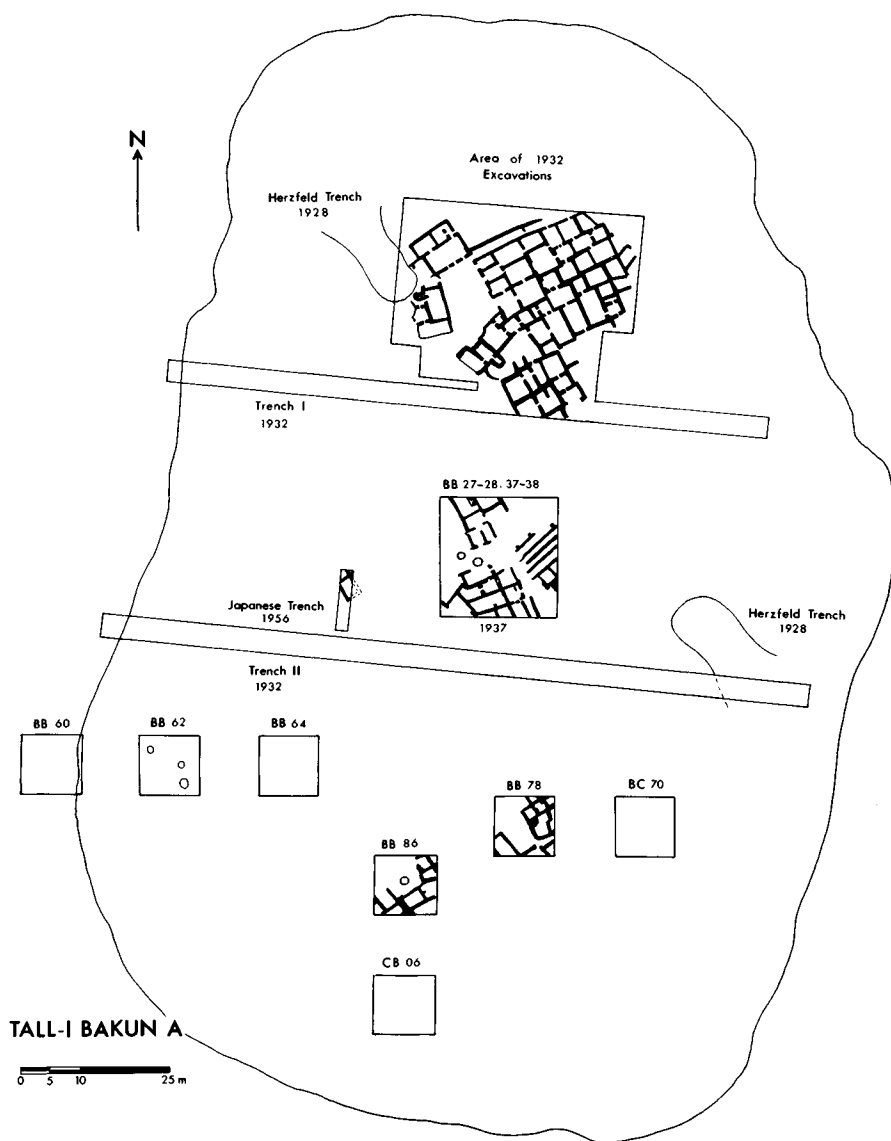 N
Area of 1932
Excavations
Herzfeld Trench
1928
Trench I
1932
BB 27-28. 37-38
1937
Japanese Trench
1956
Herzfeld Trench
1928
Trench II
1932
BB 60
BB 62
BB 64
BB 78
BC 70
BB 86
CB 06
TALL-I BAKUN A
0 5 10 25 m